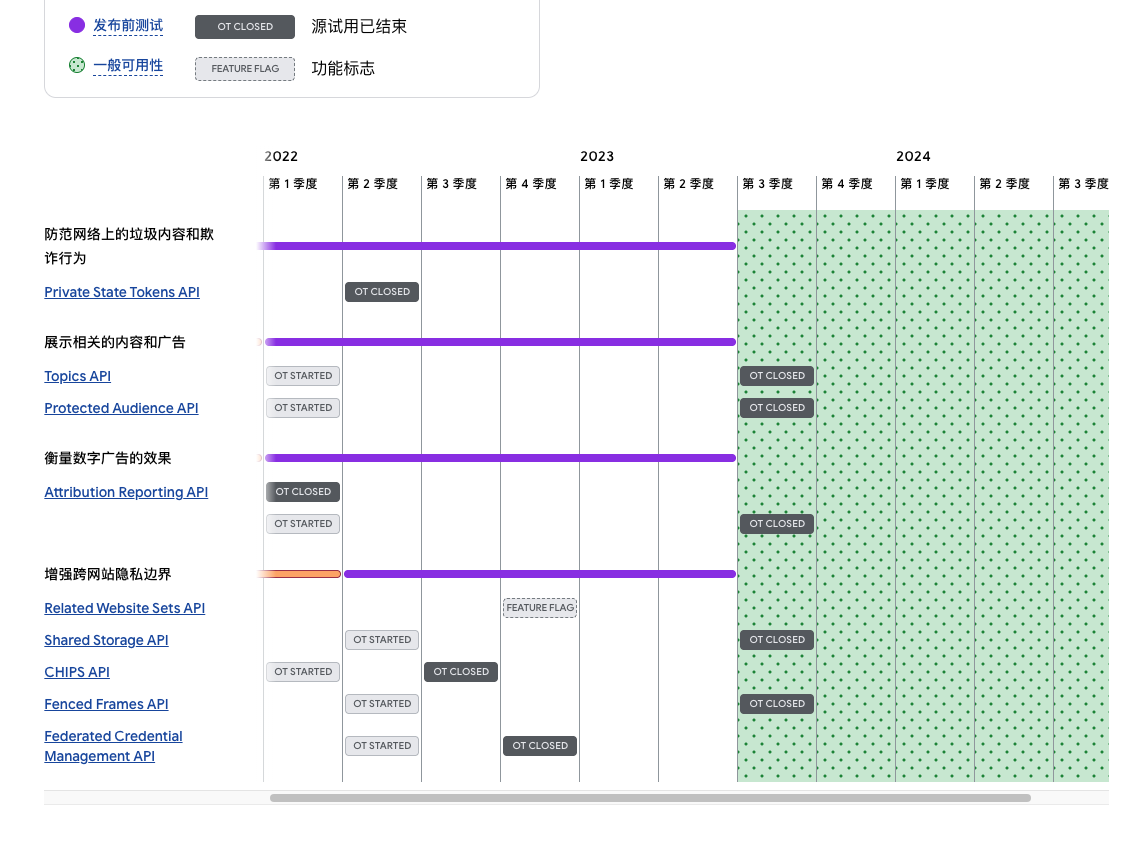 发布前测试 OT CLOSED 源试用已结束
一般可用性 FEATURE FLAG 功能标志
2022 2023 2024
第 1 季度 第 2 季度 第 3 季度 第 4 季度 第 1 季度 第 2 季度 第 3 季度 第 4 季度 第 1 季度 第 2 季度 第 3 季度
防范网络上的垃圾内容和欺
诈行为
Private State Tokens API OT CLOSED
展示相关的内容和广告
Topics API OT STARTED OT CLOSED
Protected Audience API OT STARTED OT CLOSED
衡量数字广告的效果
Attribution Reporting API OT CLOSED
OT STARTED OT CLOSED
增强跨网站隐私边界
Related Website Sets API FEATURE FLAG
Shared Storage API OT STARTED OT CLOSED
CHIPS API OT STARTED OT CLOSED
Fenced Frames API OT STARTED OT CLOSED
Federated Credential
Management API OT STARTED OT CLOSED